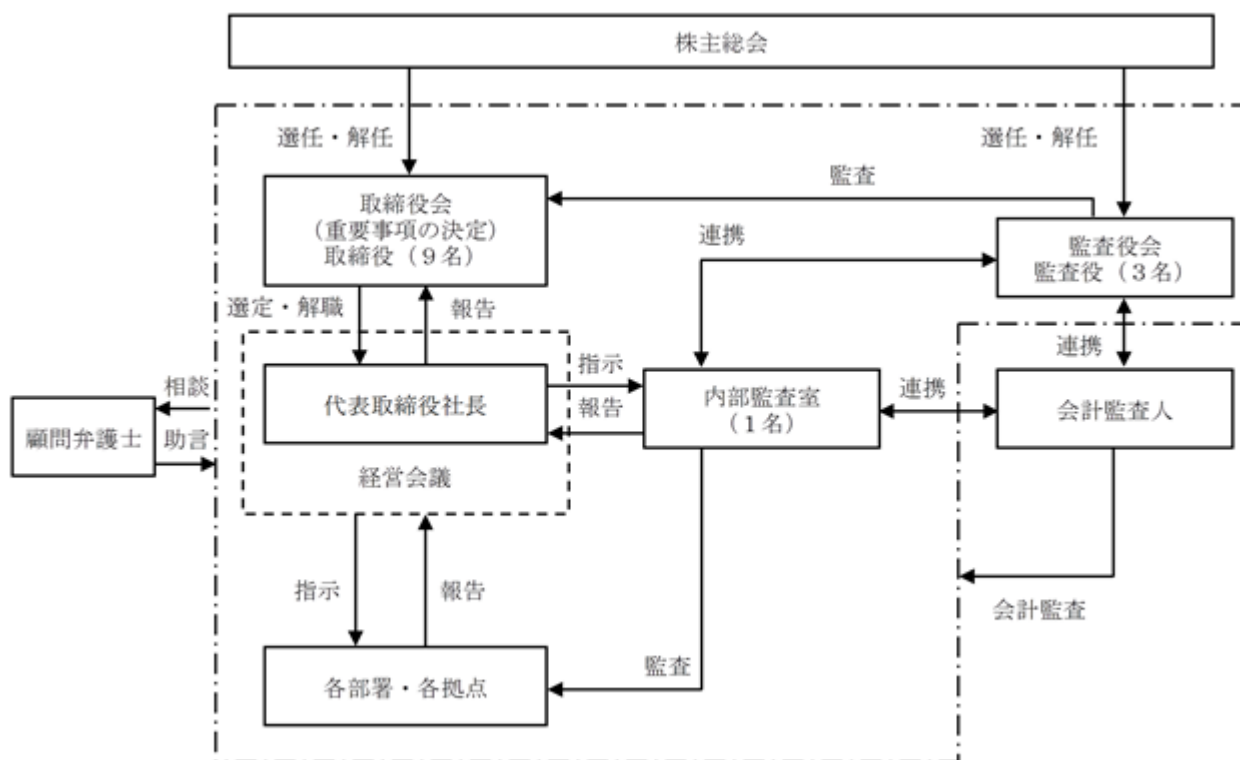 株主総会
選任・解任
選任・解任
監査
取締役会
(重要事項の決定)
取締役（９名）
連携
監査役会
監査役（３名）
選定・解職
報告
連携
指示
相談
代表取締役社長
報告
内部監査室
（１名）
連携
会計監査人
顧問弁護士
助言
経営会議
指示
報告
会計監査
監査
各部署・各拠点